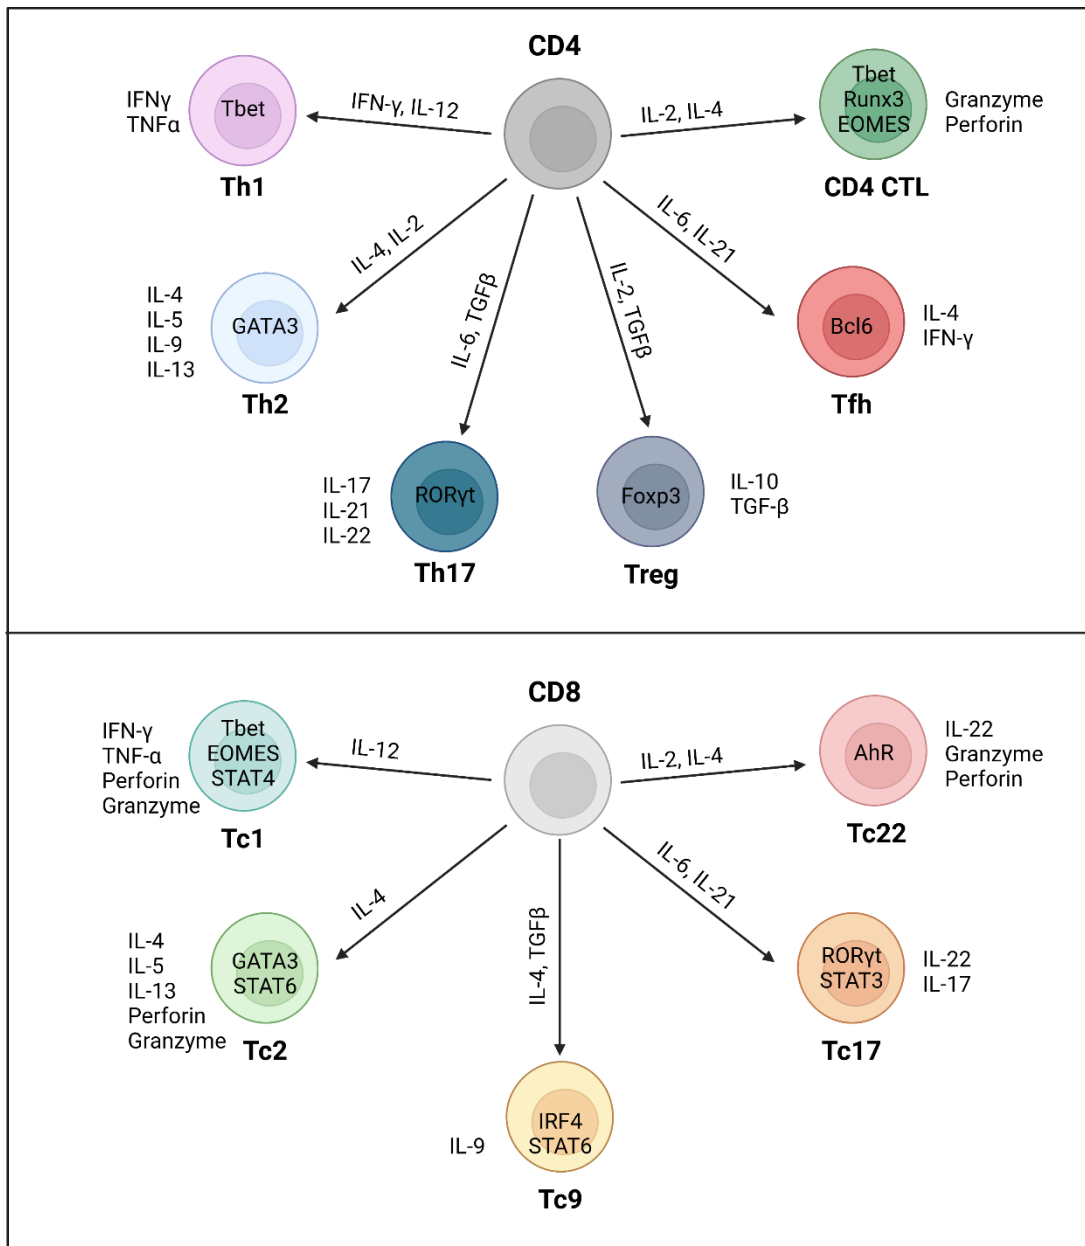 CD4
IFNγ
TNFα
Tbet
Th1
IFN-γ, IL-12
IL-2, IL-4
Tbet
Runx3
EOMES
Granzyme
Perforin
CD4 CTL
IL-4, IL-2
IL-4
IL-5
IL-9
IL-13
GATA3
Th2
IL-6, TGFβ
IL-17
IL-21
IL-22
RORγt
Th17
IL-2, TGFβ
Foxp3
IL-10
TGF-β
Treg
IL-6, IL-21
Bcl6
IL-4
IFN-γ
Tfh
CD8
IFN-γ
TNF-α
Perforin
Granzyme
Tbet
EOMES
STAT4
Tc1
IL-12
IL-2, IL-4
AhR
IL-22
Granzyme
Perforin
Tc22
IL-4
IL-4
IL-5
IL-13
Perforin
Granzyme
GATA3
STAT6
Tc2
IL-4, TGFβ
IL-9
IRF4
STAT6
Tc9
IL-6, IL-21
RORγt
STAT3
IL-22
IL-17
Tc17